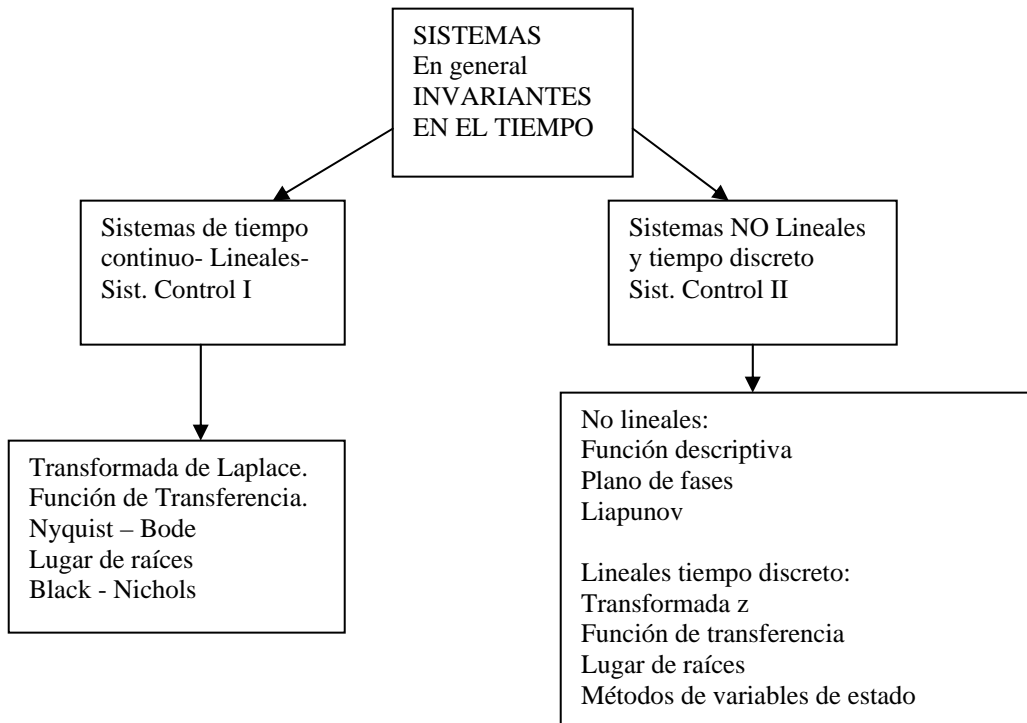 SISTEMAS
En general
INVARIANTES
EN EL TIEMPO
Sistemas de tiempo
continuo- Lineales-
Sist. Control I
Sistemas NO Lineales
y tiempo discreto
Sist. Control II
Transformada de Laplace.
Función de Transferencia.
Nyquist – Bode
Lugar de raíces
Black - Nichols
No lineales:
Función descriptiva
Plano de fases
Liapunov
Lineales tiempo discreto:
Transformada z
Función de transferencia
Lugar de raíces
Métodos de variables de estado